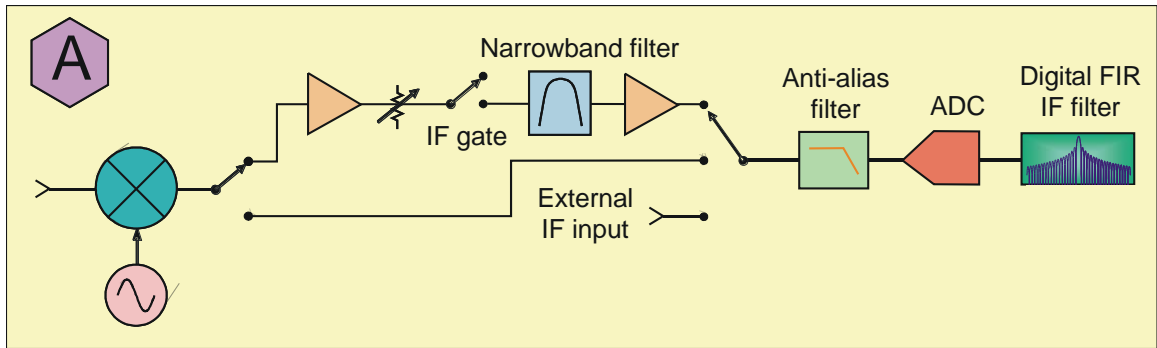 A
Narrowband filter
IF gate
External
IF input
Anti-alias
filter
ADC
Digital FIR
IF filter